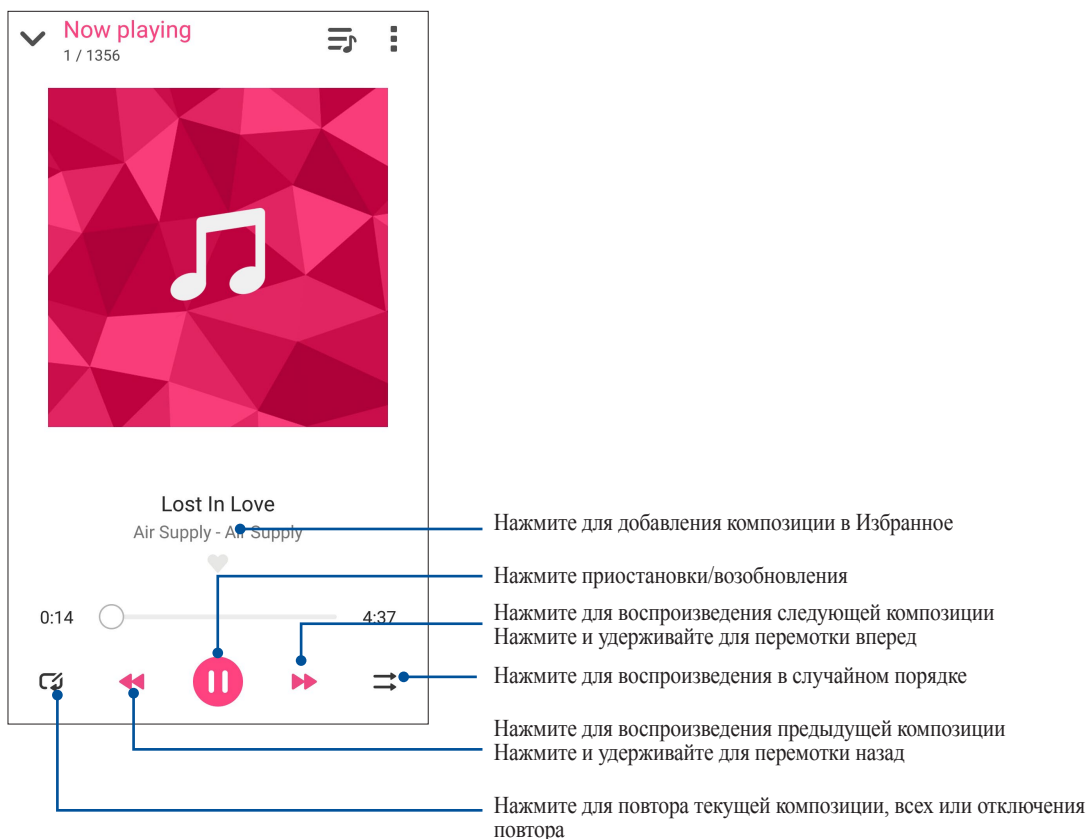 Now playing
1 / 1356
Lost In Love
Air Supply - Air Supply
0:14
4:37
Нажмите для добавления композиции в Избранное
Нажмите приостановки/возобновления
Нажмите для воспроизведения следующей композиции
Нажмите и удерживайте для перемотки вперед
Нажмите для воспроизведения в случайном порядке
Нажмите для воспроизведения предыдущей композиции
Нажмите и удерживайте для перемотки назад
Нажмите для повтора текущей композиции, всех или отключения
повтора